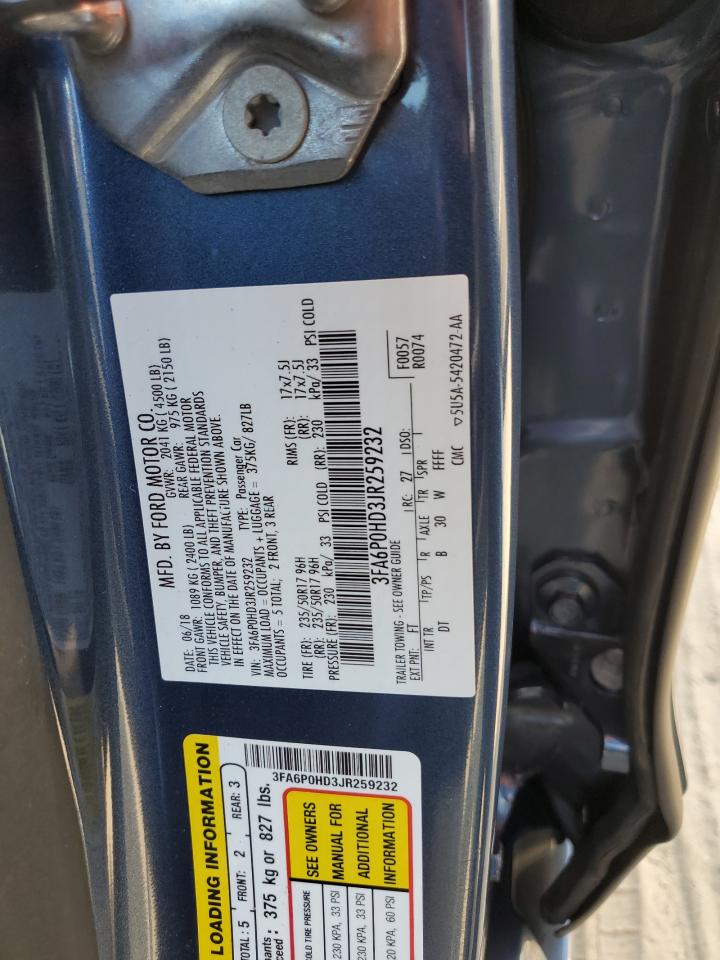 MFD. BY FORD MOTOR CO.
DATE: 06/18 GVWR: 2041 KG ( 4500 LB)
FRONT GAWR: 1089 KG ( 2400 LB) REAR GAWR: 975 KG ( 2150 LB)
THIS VEHICLE CONFORMS TO ALL APPLICABLE FEDERAL MOTOR
VEHICLE SAFETY, BUMPER, AND THEFT PREVENTION STANDARDS
IN EFFECT ON THE DATE OF MANUFACTURE SHOWN ABOVE.
VIN: 3FA6P0HD3JR259232 TYPE: Passenger Car
MAXIMUM LOAD = OCCUPANTS + LUGGAGE = 375KG/ 827LB
OCCUPANTS = 5 TOTAL; 2 FRONT, 3 REAR
TIRE (FR): 235/50R17 96H RIMS (FR): 17x7.5J
(RR): 235/50R17 96H (RR): 17x7.5J
PRESSURE (FR): 230 kPa/ 33 PSI COLD (RR): 230 kPa/ 33 PSI COLD
3FA6P0HD3JR259232
TRAILER TOWING - SEE OWNER GUIDE
EXT PNT: FT RC: 27 DSO: F0057
R0074
INT TR TP/PS R AXLE TR SPR
DT B 30 W FFFF
CMC ▽5U5A-5420472-AA
3FA6P0HD3JR259232
LOADING INFORMATION
TOTAL: 5 FRONT: 2 REAR: 3
375 kg or 827 lbs.
COLD TIRE PRESSURE
230 KPA, 33 PSI
230 KPA, 33 PSI
KPA, 60 PSI
SEE OWNERS
MANUAL FOR
ADDITIONAL
INFORMATION